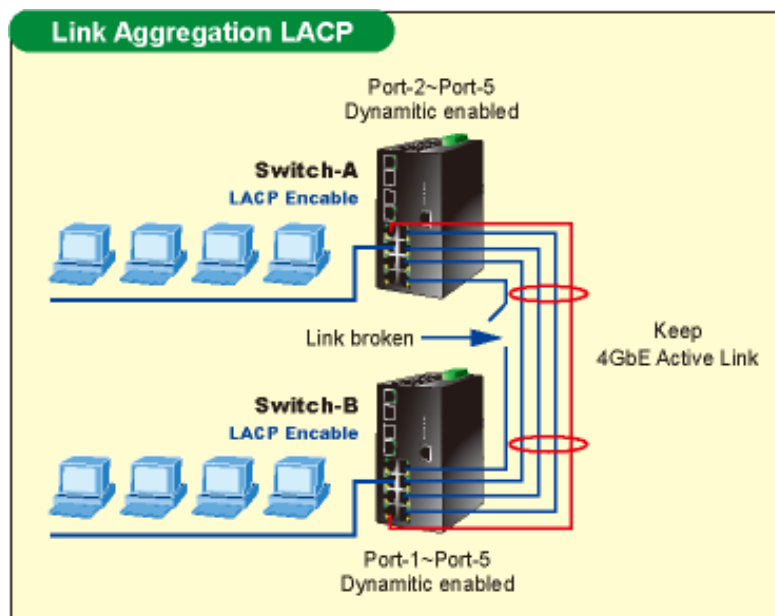 Link Aggregation LACP
Port-2~Port-5
Dynamitic enabled
Switch-A
LACP Encable
Link broken
Keep
4GbE Active Link
Switch-B
LACP Encable
Port-1~Port-5
Dynamitic enabled